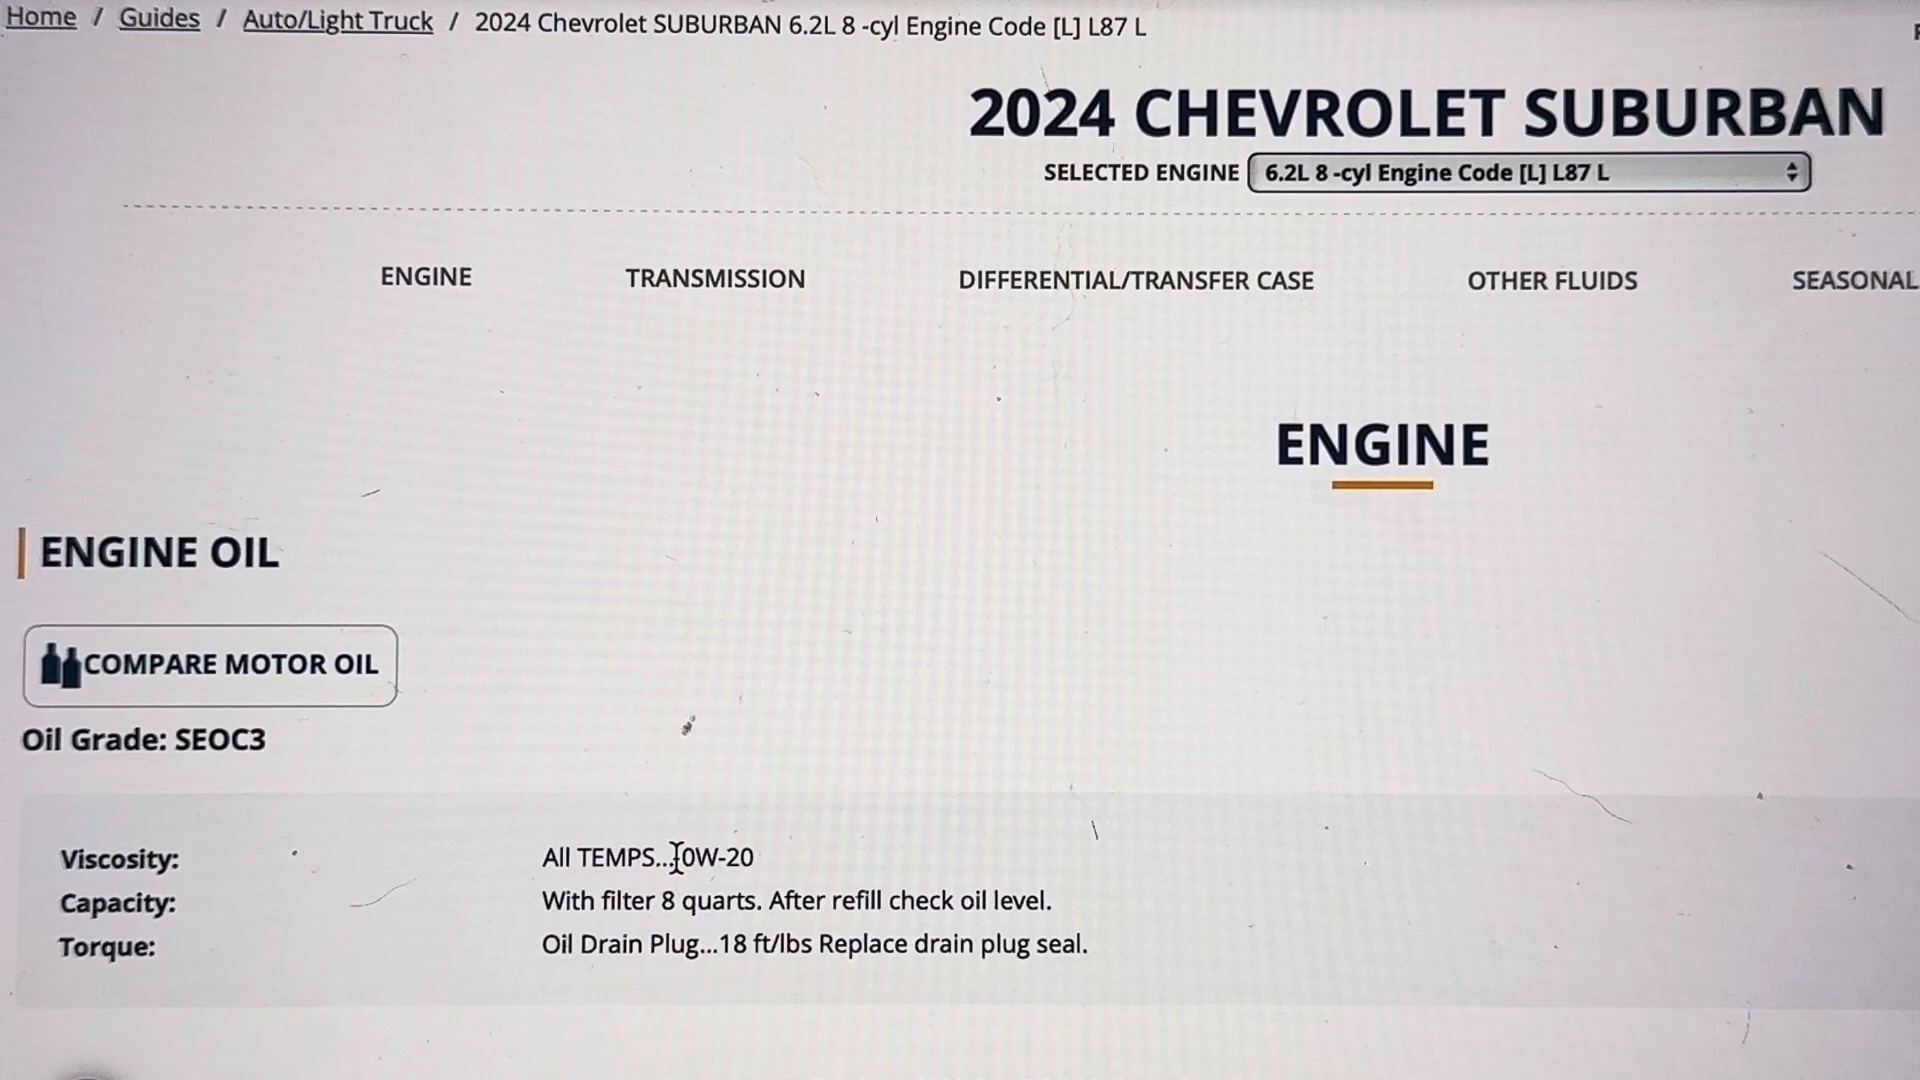 Home / Guides / Auto/Light Truck / 2024 Chevrolet SUBURBAN 6.2L 8 -cyl Engine Code [L] L87 L
2024 CHEVROLET SUBURBAN
SELECTED ENGINE 6.2L 8 -cyl Engine Code [L] L87 L
ENGINE TRANSMISSION DIFFERENTIAL/TRANSFER CASE OTHER FLUIDS SEASONAL
ENGINE
ENGINE OIL
COMPARE MOTOR OIL
Oil Grade: SEOC3
Viscosity: All TEMPS...0W-20
Capacity: With filter 8 quarts. After refill check oil level.
Torque: Oil Drain Plug...18 ft/lbs Replace drain plug seal.